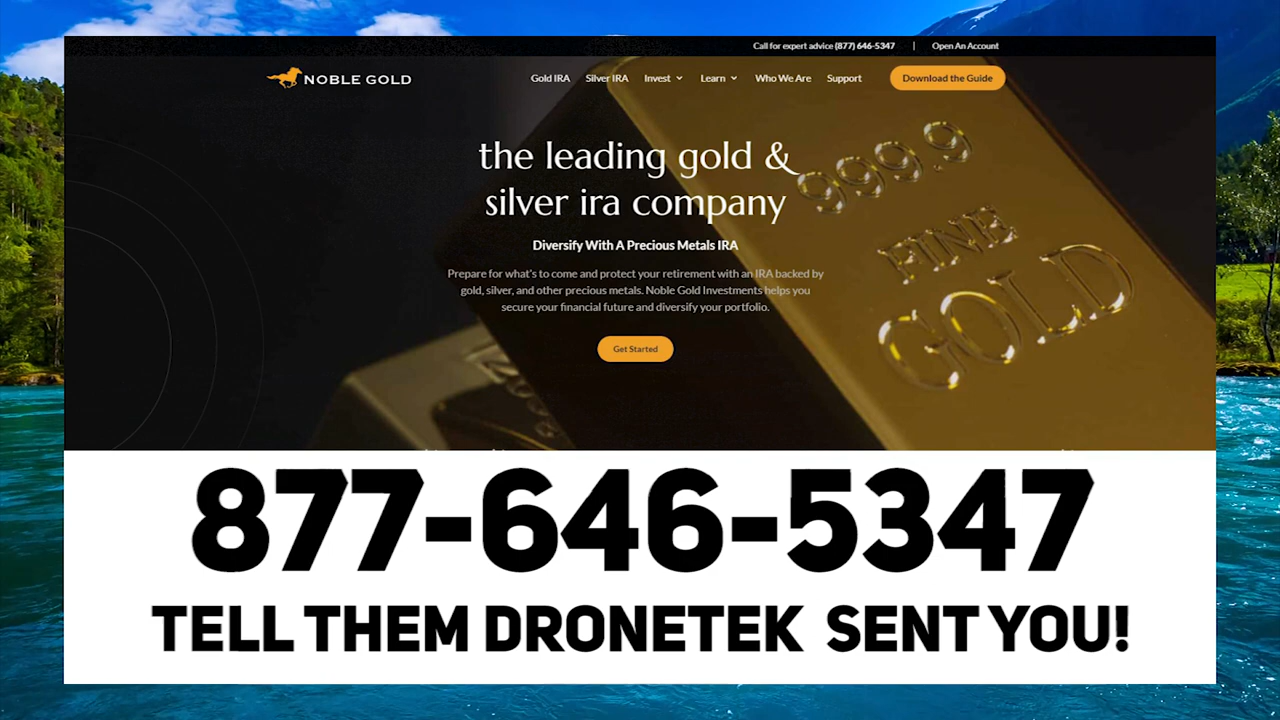 Call for expert advice (877) 646-5347 | Open An Account
NOBLE GOLD Gold IRA Silver IRA Invest Learn Who We Are Support Download the Guide
the leading gold &
silver ira company
Diversify With A Precious Metals IRA
Prepare for what's to come and protect your retirement with an IRA backed by
gold, silver, and other precious metals. Noble Gold Investments helps you
secure your financial future and diversify your portfolio.
Get Started
999.9
FINE
GOLD
877-646-5347
TELL THEM DRONETEK SENT YOU!